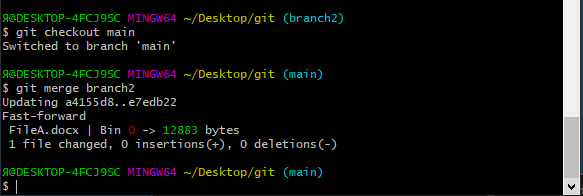 Я@DESKTOP-4FCJ9SC MINGW64 ~/Desktop/git (branch2)
$ git checkout main
Switched to branch 'main'
Я@DESKTOP-4FCJ9SC MINGW64 ~/Desktop/git (main)
$ git merge branch2
Updating a4155d8..e7edb22
Fast-forward
 FileA.docx | Bin 0 -> 12883 bytes
 1 file changed, 0 insertions(+), 0 deletions(-)
Я@DESKTOP-4FCJ9SC MINGW64 ~/Desktop/git (main)
$